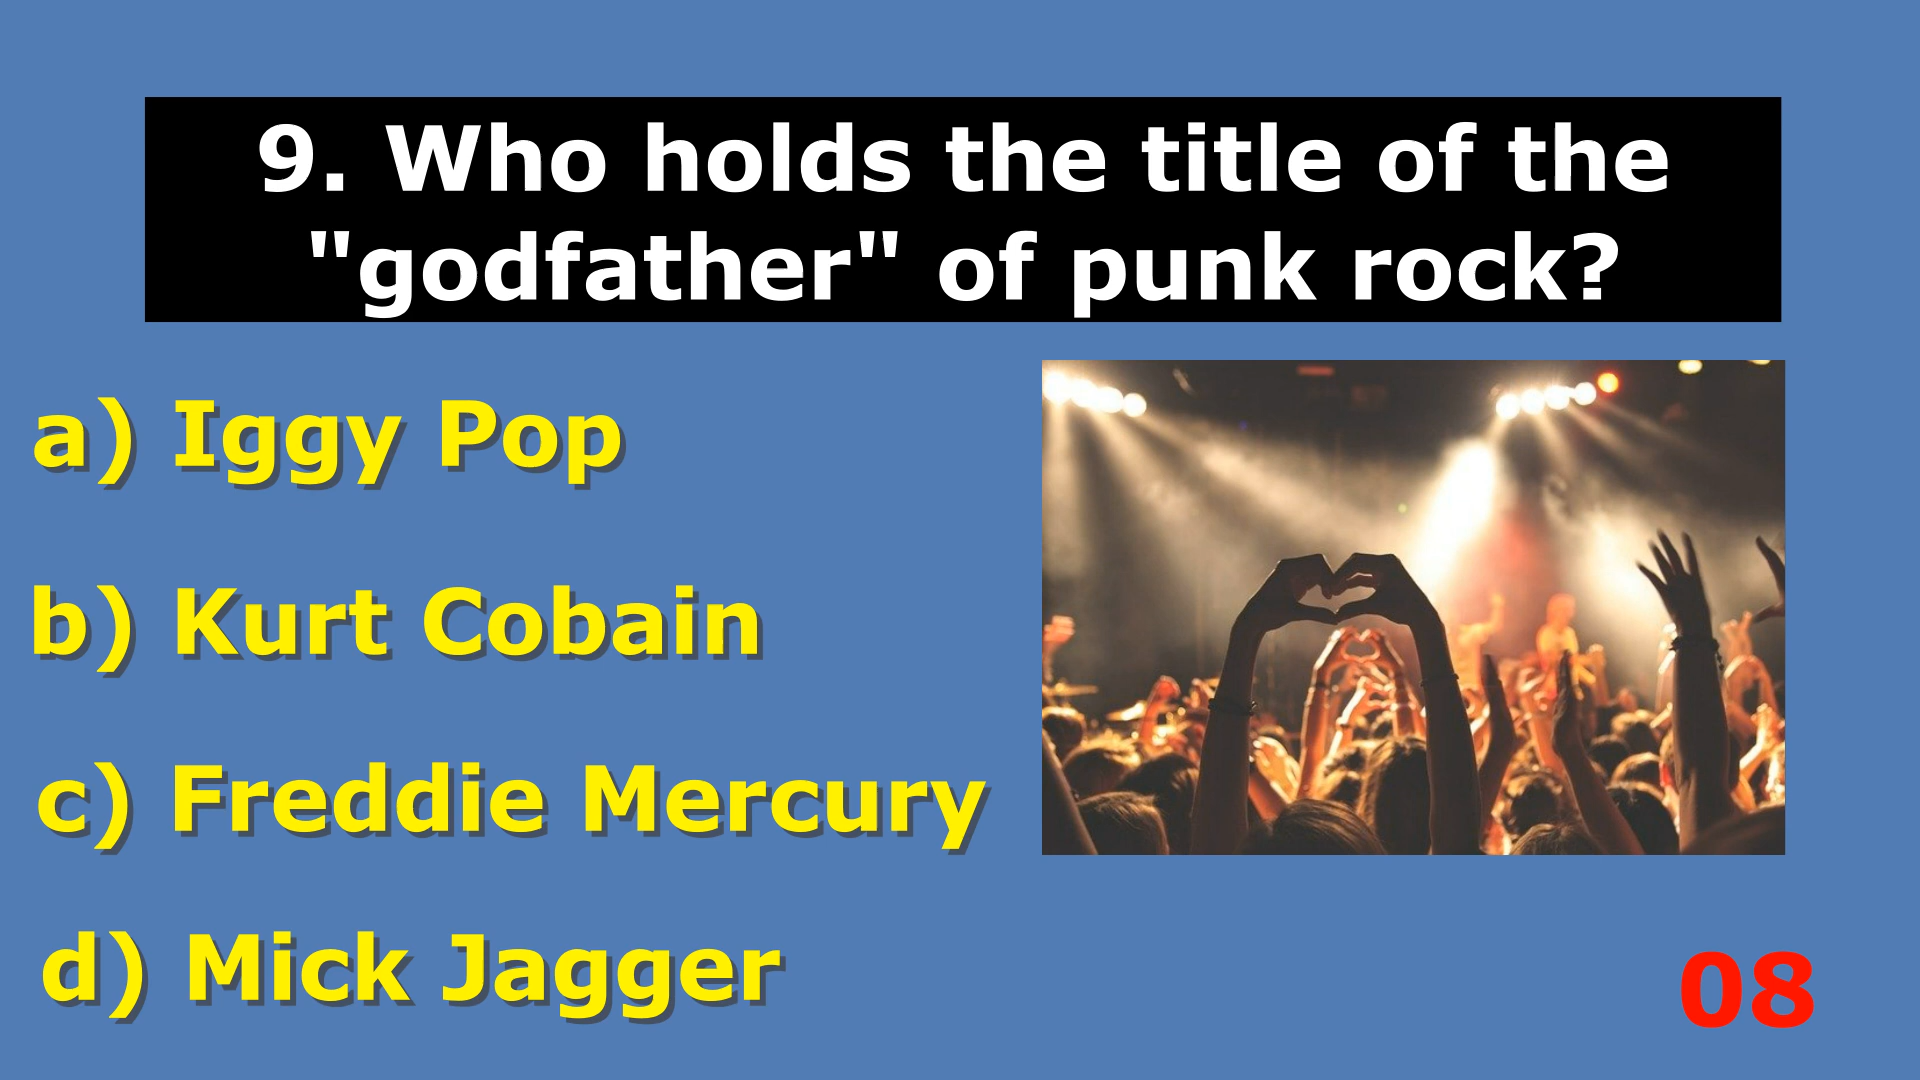 9. Who holds the title of the
"godfather" of punk rock?
a) Iggy Pop
b) Kurt Cobain
c) Freddie Mercury
d) Mick Jagger
08